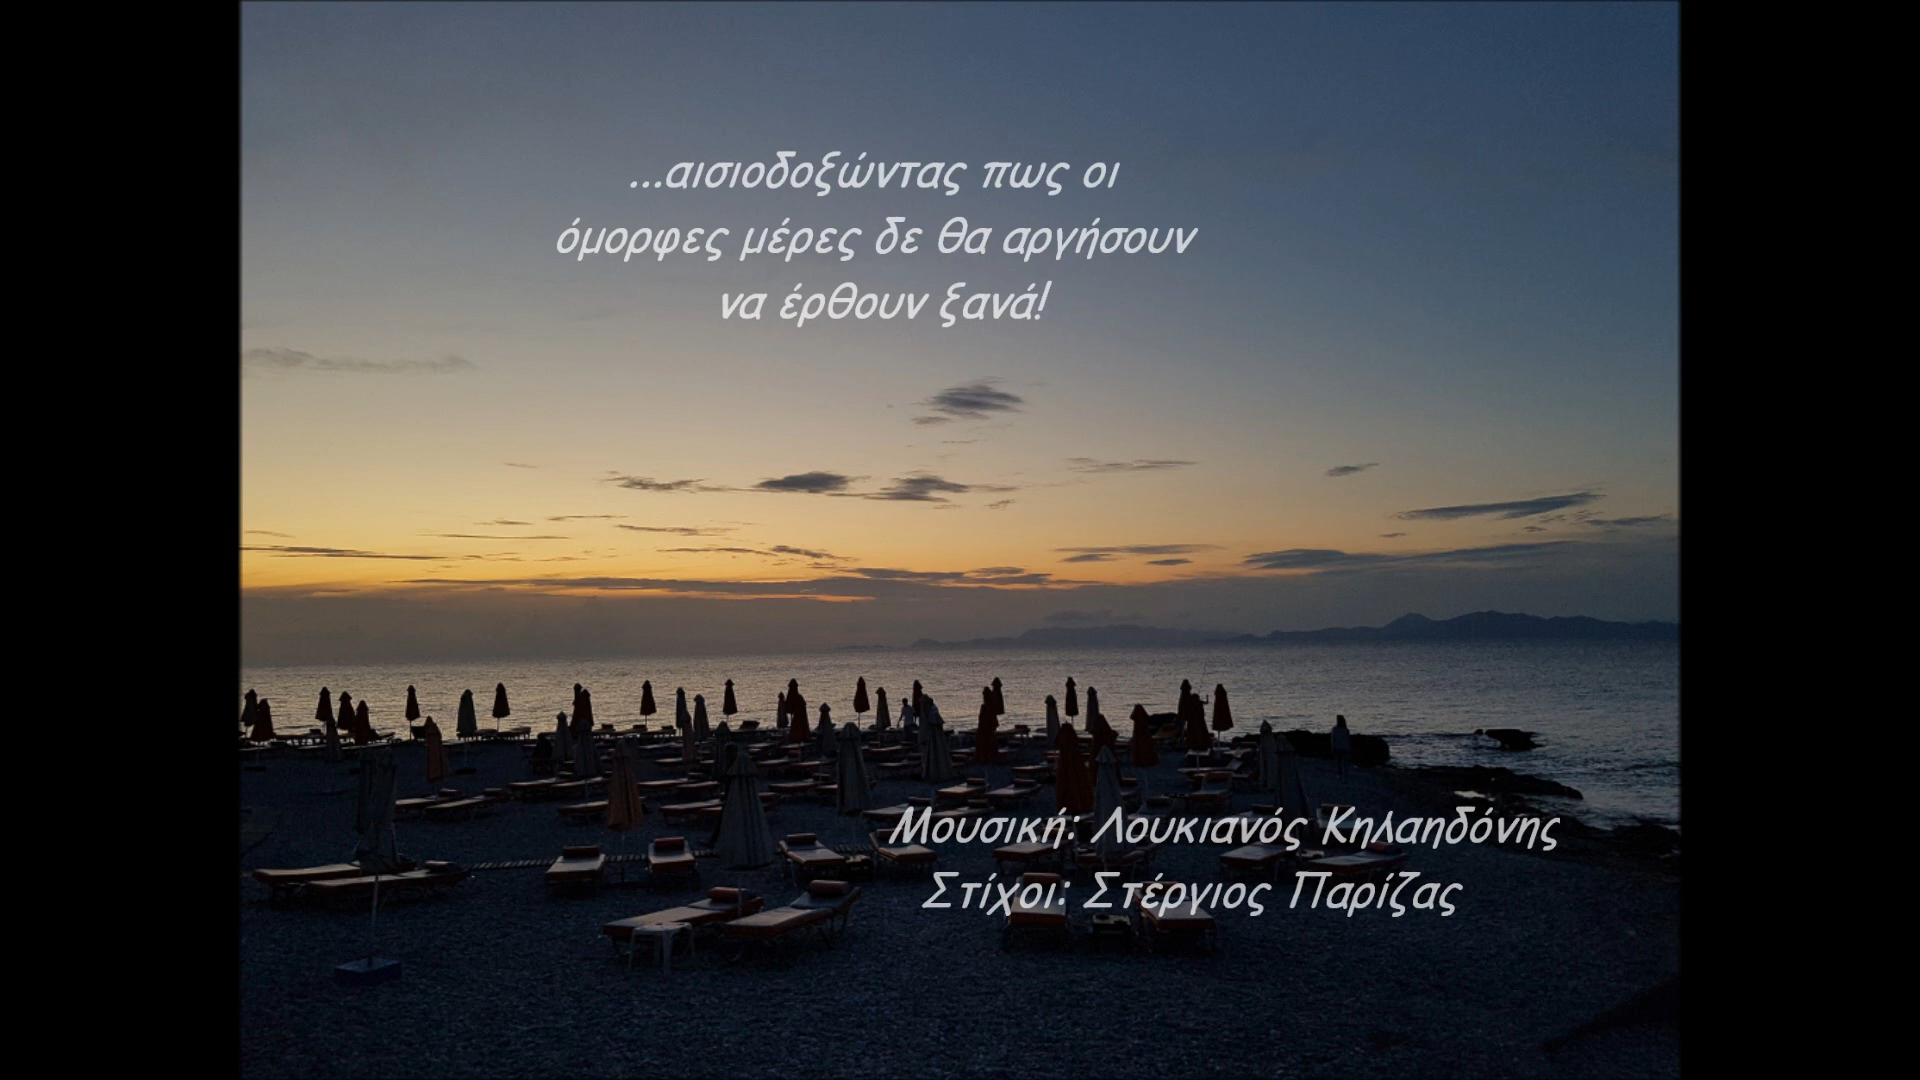 ...αισιοδοξώντας πως οι
όμορφες μέρες δε θα αργήσουν
να έρθουν ξανά!
Μουσική: Λουκιανός Κηλαηδόνης
Στίχοι: Στέργιος Παρίζας